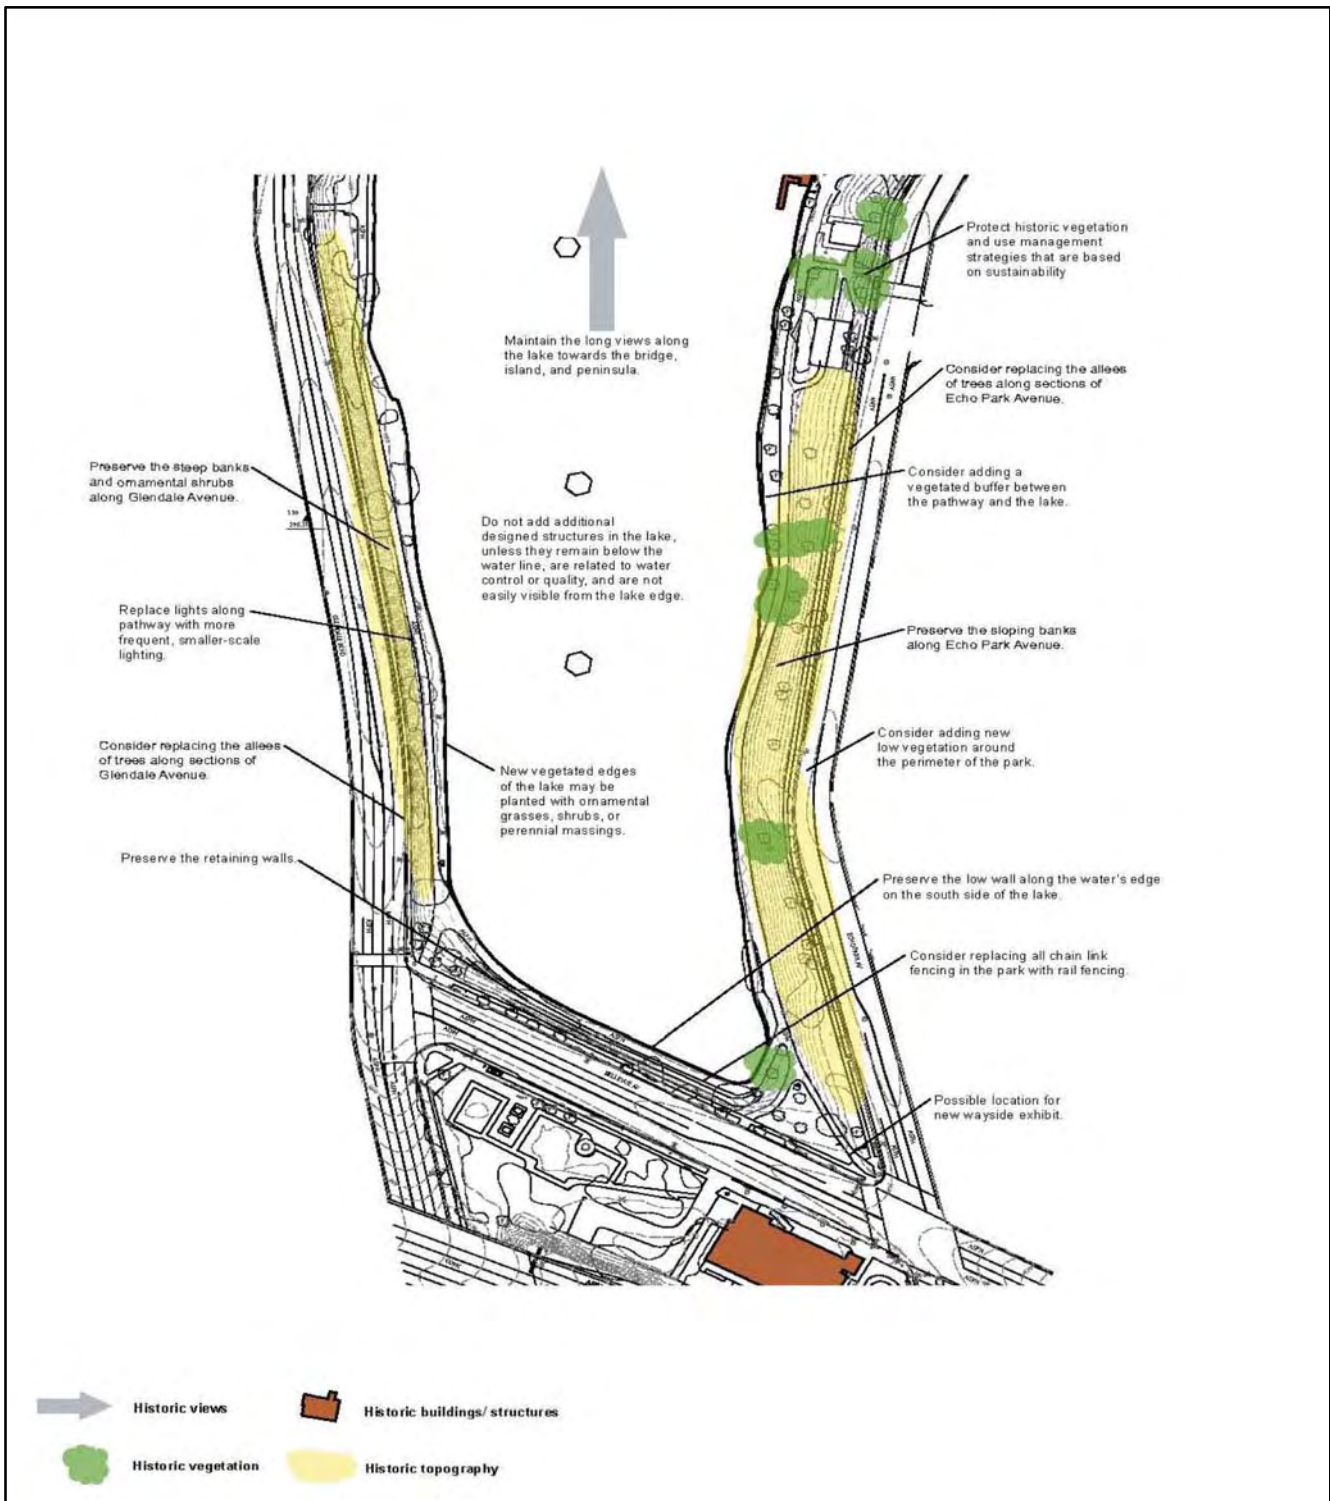 Protect historic vegetation
and use management
strategies that are based
on sustainability
Maintain the long views along
the lake towards the bridge,
island, and peninsula.
Consider replacing the allees
of trees along sections of
Echo Park Avenue.
Preserve the steep banks
and ornamental shrubs
along Glendale Avenue.
Consider adding a
vegetated buffer between
the pathway and the lake.
Do not add additional
designed structures in the lake,
unless they remain below the
water line, are related to water
control or quality, and are not
easily visible from the lake edge.
Replace lights along
pathway with more
frequent, smaller-scale
lighting.
Preserve the sloping banks
along Echo Park Avenue.
Consider replacing the allees
of trees along sections of
Glendale Avenue.
Consider adding new
low vegetation around
the perimeter of the park.
New vegetated edges
of the lake may be
planted with ornamental
grasses, shrubs, or
perennial massings.
Preserve the retaining walls.
Preserve the low wall along the water's edge
on the south side of the lake.
Consider replacing all chain link
fencing in the park with rail fencing.
BELLEVUE AV
Possible location for
new wayside exhibit.
Historic views
Historic buildings/ structures
Historic vegetation
Historic topography